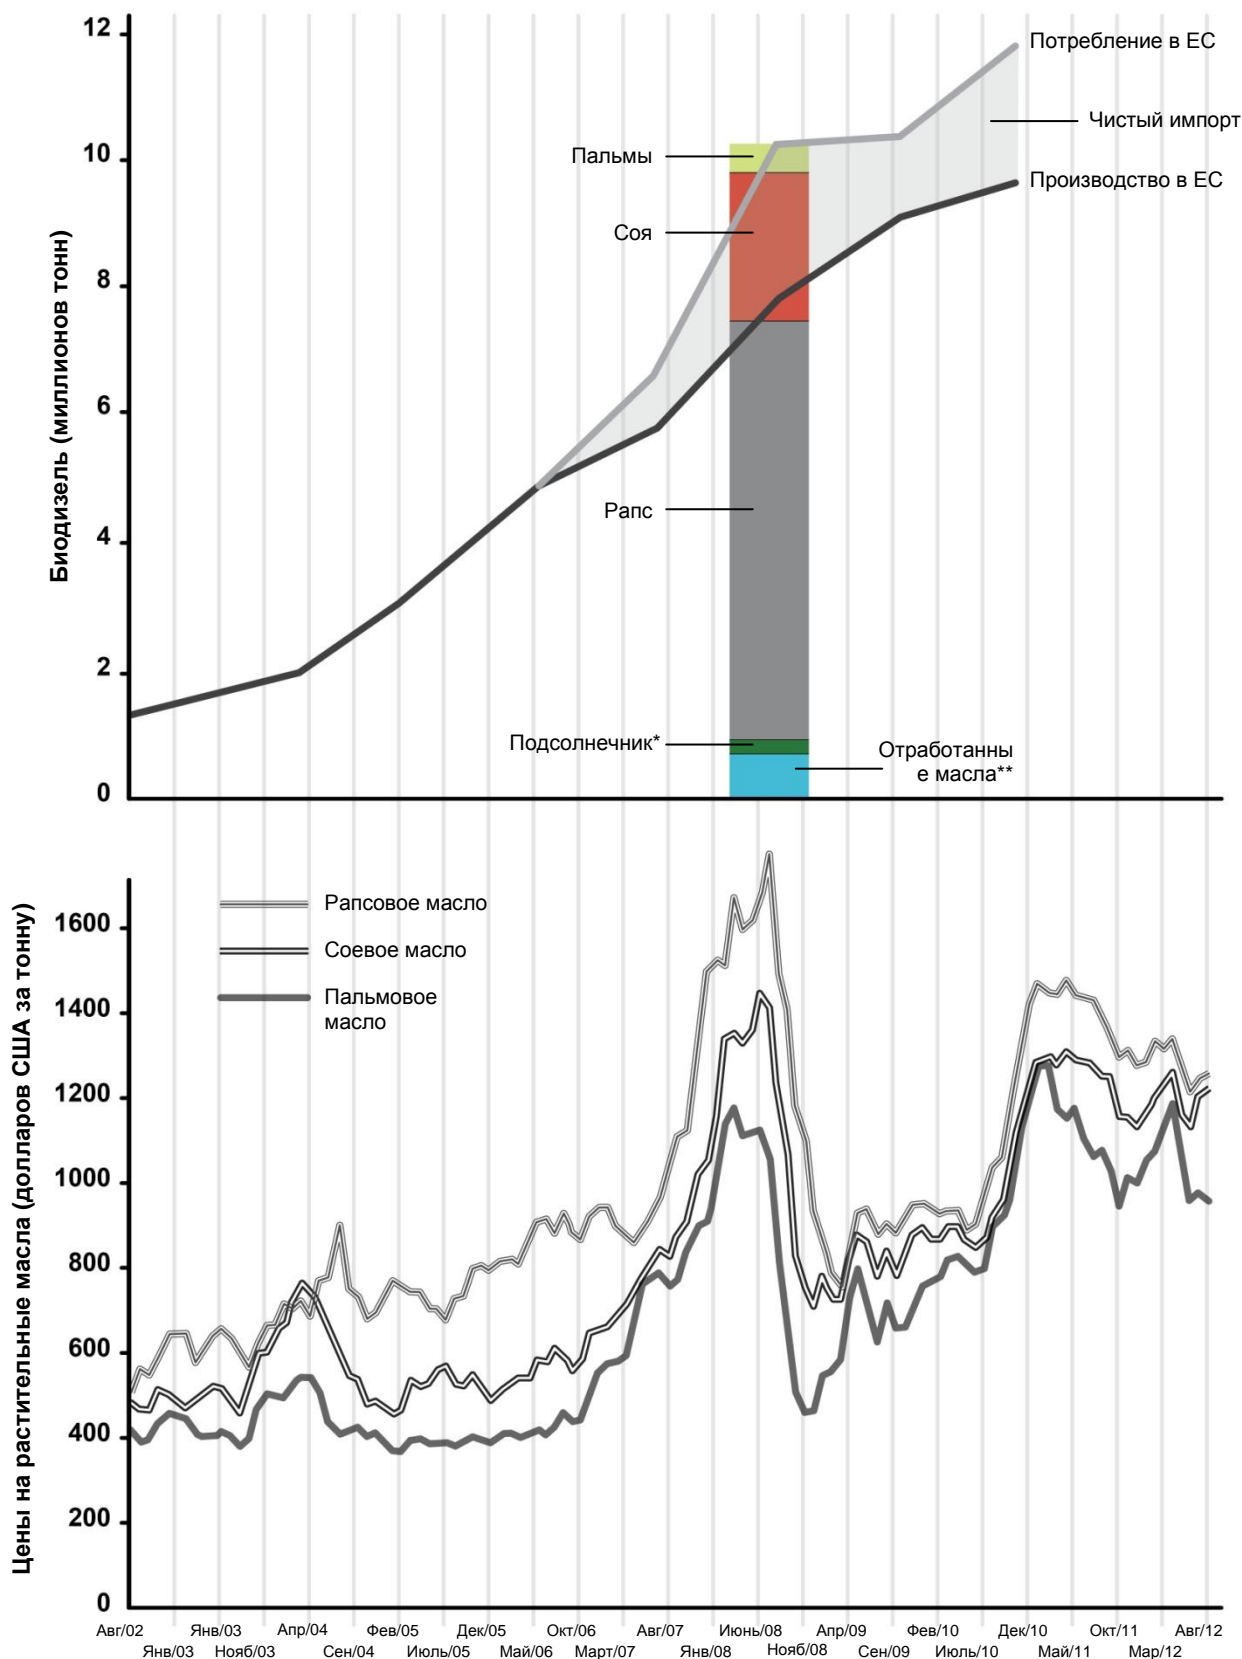 12
Потребление в ЕС
Чистый импорт
10
Пальмы
Производство в ЕС
Соя
8
Биодизель (миллионов тонн)
6
Рапс
4
2
Подсолнечник*
Отработанны
е масла**
0
Цены на растительные масла (долларов США за тонну)
Рапсовое масло
Соевое масло
Пальмовое
масло
1600
1400
1200
1000
800
600
400
200
0
Авг/02 Янв/03 Апр/04 Фев/05 Дек/05 Окт/06 Авг/07 Июнь/08 Апр/09 Фев/10 Дек/10 Окт/11 Авг/12
Янв/03 Нояб/03 Сен/04 Июль/05 Май/06 Март/07 Янв/08 Нояб/08 Сен/09 Июль/10 Май/11 Мар/12